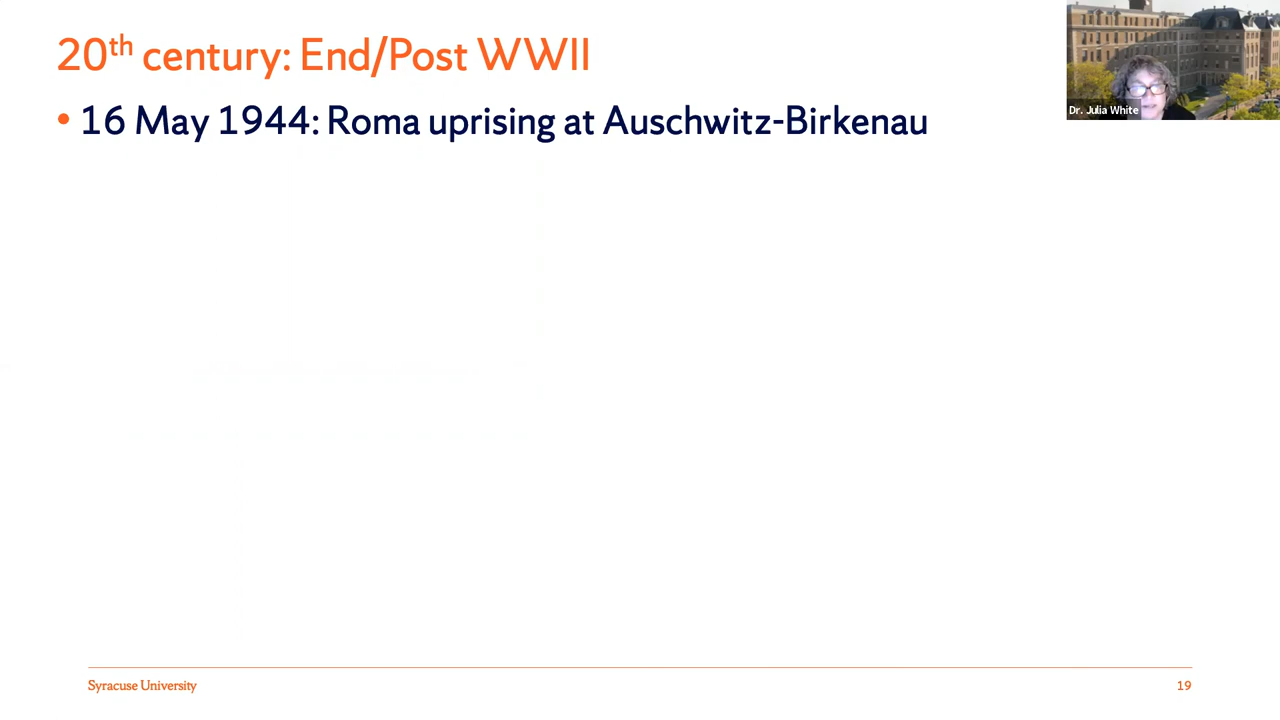 20th century: End/Post WWII
• 16 May 1944: Roma uprising at Auschwitz-Birkenau
Dr. Julia White
Syracuse University
19